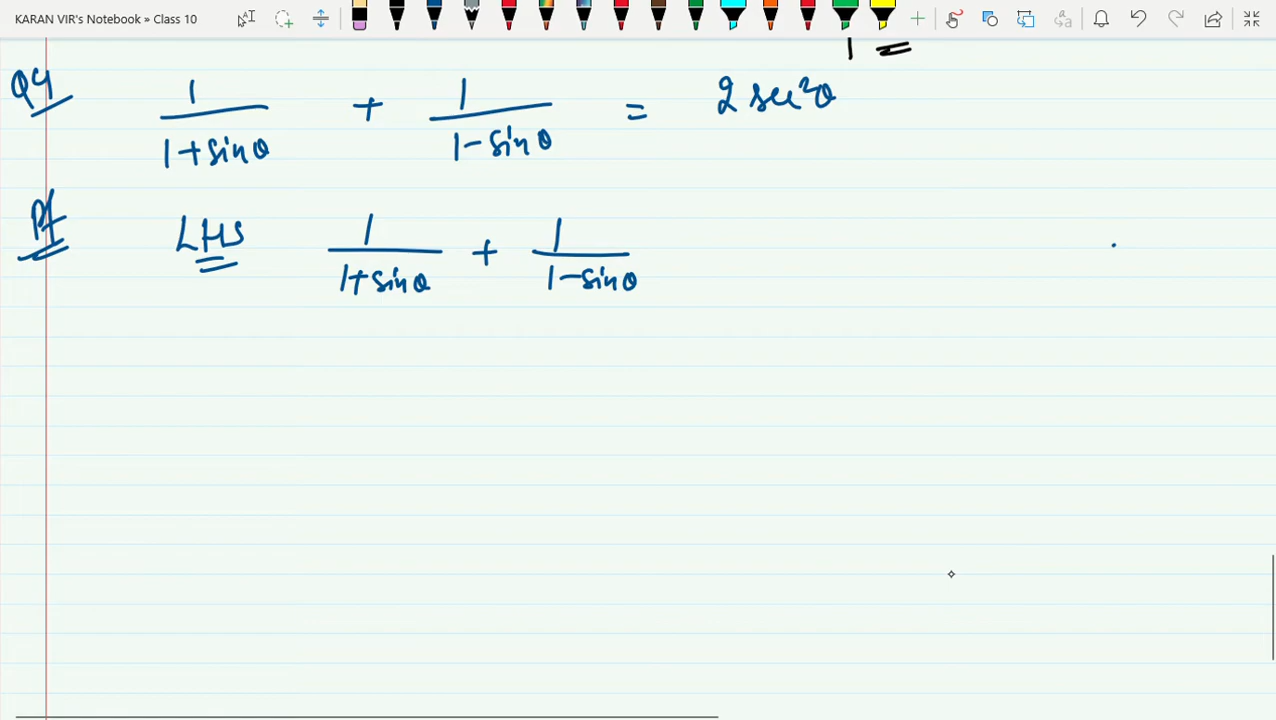 KARAN VIR's Notebook » Class 10
1 =
Q4 1/(1+sinθ) + 1/(1-sinθ) = 2 sec²θ
Pf LHS 1/(1+sinθ) + 1/(1-sinθ)